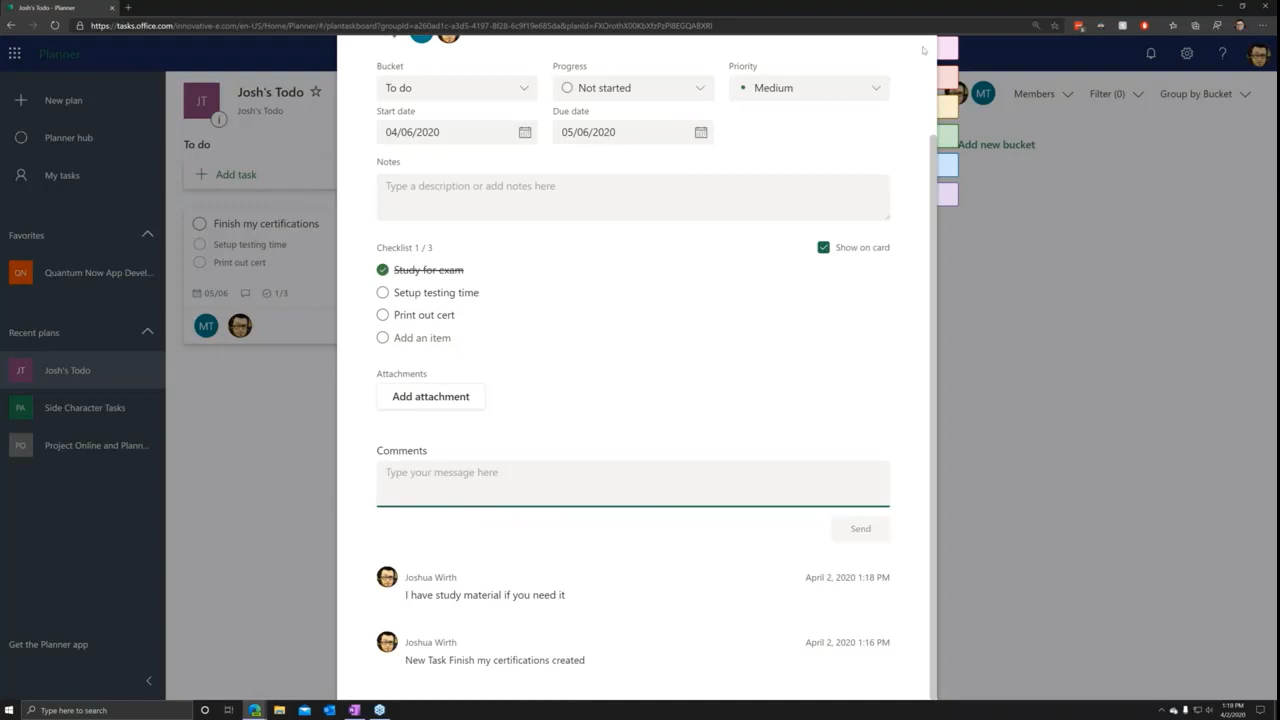 Josh's Todo - Planner
https://tasks.office.com/innovative-e.com/en-US/Home/Planner/#/plantaskboard?groupId=a260ad1c-a3d5-4197-8f28-6c9f19e685da&planId=FXOrothX00KbXfzPzPl8EGQABXRI
Planner
New plan
Planner hub
My tasks
Favorites
QN Quantum Now App Devel...
Recent plans
JT Josh's Todo
PA Side Character Tasks
PO Project Online and Plann...
Get the Planner app
JT
Josh's Todo
Josh's Todo
To do
Add task
Finish my certifications
Setup testing time
Print out cert
05/06 1/3
MT
Bucket Progress Priority
To do Not started Medium
Start date Due date
04/06/2020 05/06/2020
Notes
Type a description or add notes here
Checklist 1 / 3 Show on card
Study for exam
Setup testing time
Print out cert
Add an item
Attachments
Add attachment
Comments
Type your message here
Send
Joshua Wirth April 2, 2020 1:18 PM
I have study material if you need it
Joshua Wirth April 2, 2020 1:16 PM
New Task Finish my certifications created
MT Members Filter (0) Group by Bucket
Add new bucket
Type here to search
1:19 PM
4/2/2020